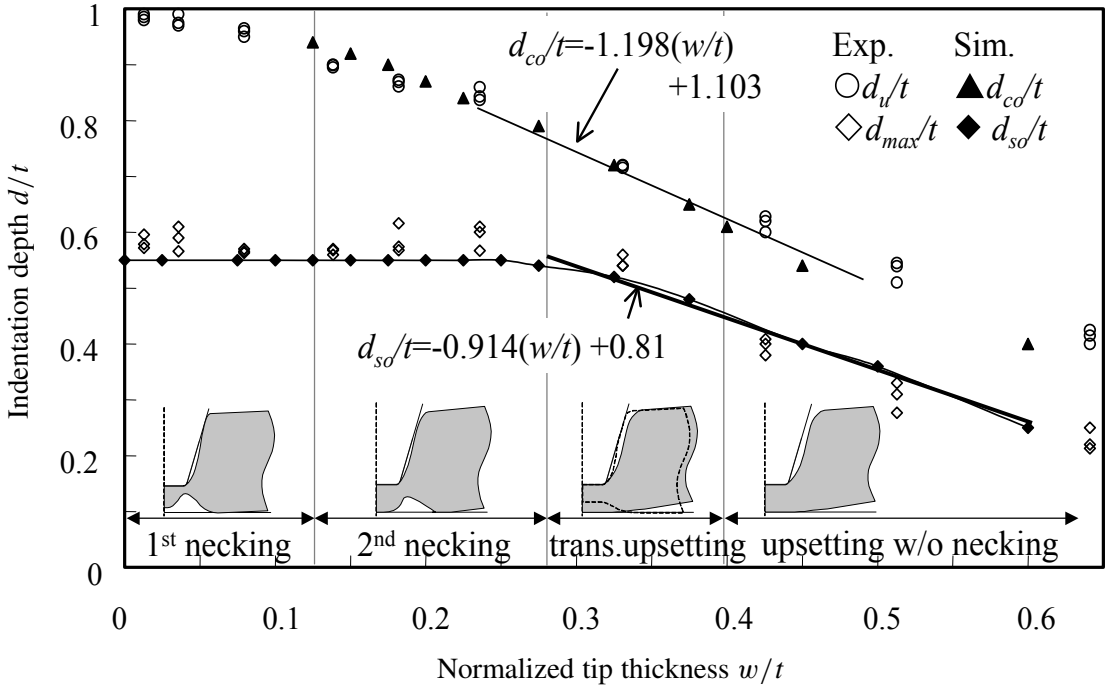 1
0.8
0.6
0.4
0.2
0
Indentation depth d/t
d_co/t=-1.198(w/t)
+1.103
Exp. Sim.
d_u/t d_co/t
d_max/t d_so/t
d_so/t=-0.914(w/t) +0.81
1st necking 2nd necking trans.upsetting upsetting w/o necking
0 0.1 0.2 0.3 0.4 0.5 0.6
Normalized tip thickness w/t